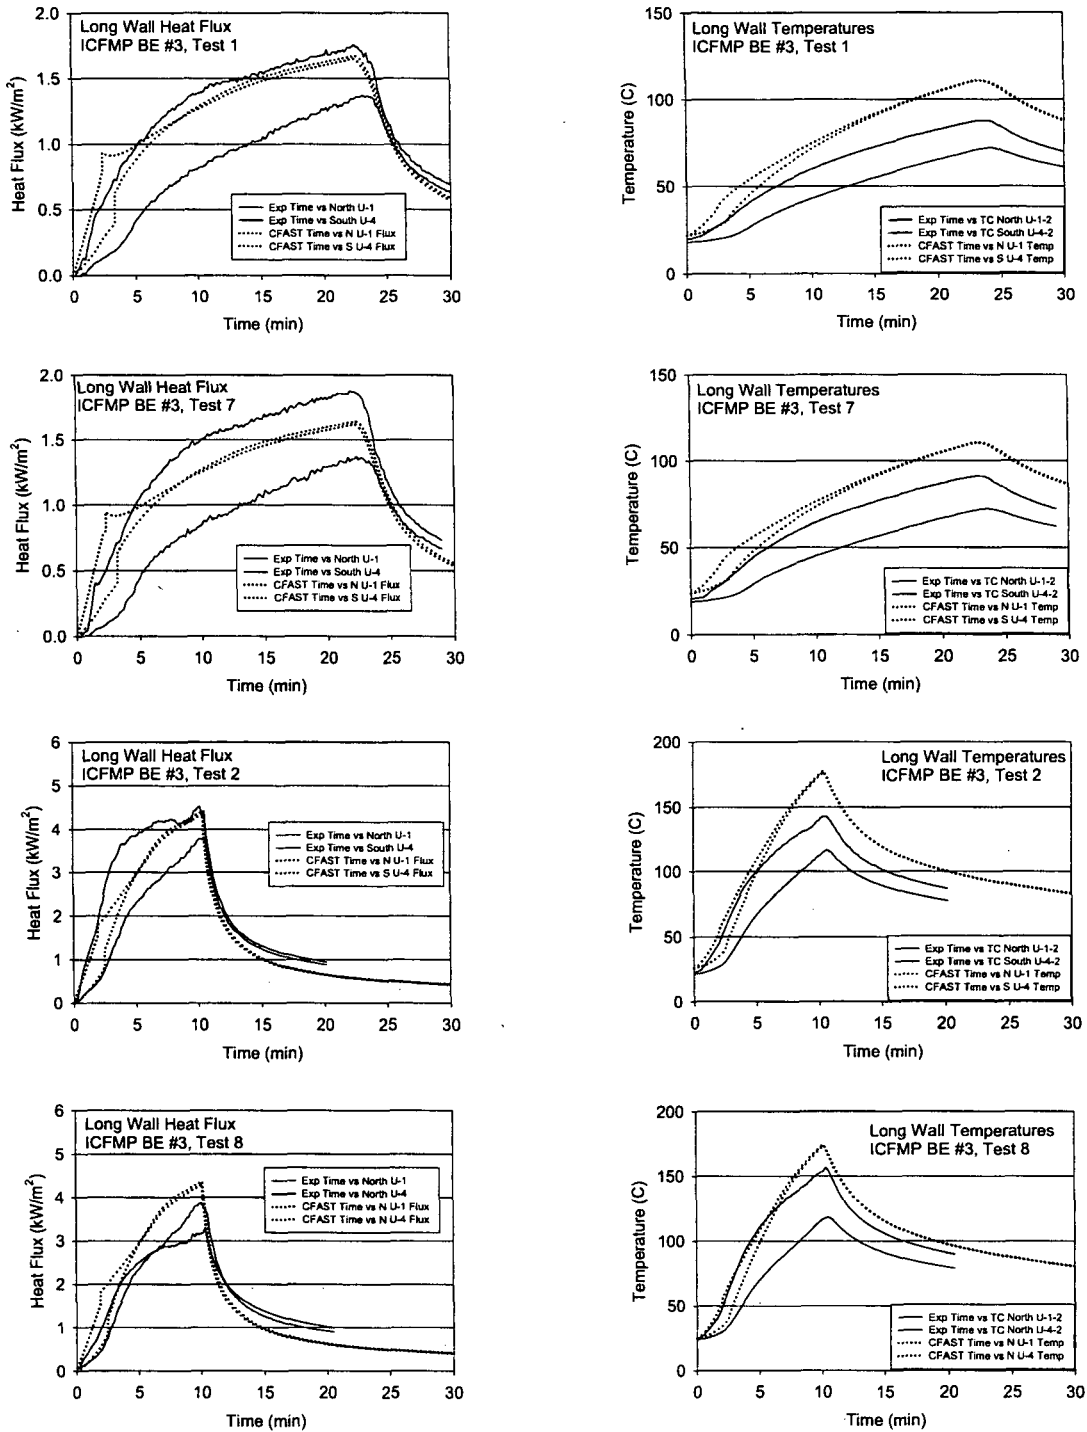 Long Wall Heat Flux
ICFMP BE #3, Test 1
Heat Flux (kW/m²)
2.0
1.5
1.0
0.5
0.0
Exp Time vs North U-1
Exp Time vs South U-4
CFAST Time vs N U-1 Flux
CFAST Time vs S U-4 Flux
0 5 10 15 20 25 30
Time (min)
Long Wall Temperatures
ICFMP BE #3, Test 1
Temperature (C)
150
100
50
0
Exp Time vs TC North U-1-2
Exp Time vs TC South U-4-2
CFAST Time vs N U-1 Temp
CFAST Time vs S U-4 Temp
0 5 10 15 20 25 30
Time (min)
Long Wall Heat Flux
ICFMP BE #3, Test 7
Heat Flux (kW/m²)
2.0
1.5
1.0
0.5
0.0
Exp Time vs North U-1
Exp Time vs South U-4
CFAST Time vs N U-1 Flux
CFAST Time vs S U-4 Flux
0 5 10 15 20 25 30
Time (min)
Long Wall Temperatures
ICFMP BE #3, Test 7
Temperature (C)
150
100
50
0
Exp Time vs TC North U-1-2
Exp Time vs TC South U-4-2
CFAST Time vs N U-1 Temp
CFAST Time vs S U-4 Temp
0 5 10 15 20 25 30
Time (min)
Long Wall Heat Flux
ICFMP BE #3, Test 2
Heat Flux (kW/m²)
6
5
4
3
2
1
0
Exp Time vs North U-1
Exp Time vs South U-4
CFAST Time vs N U-1 Flux
CFAST Time vs S U-4 Flux
0 5 10 15 20 25 30
Time (min)
Long Wall Temperatures
ICFMP BE #3, Test 2
Temperature (C)
200
150
100
50
0
Exp Time vs TC North U-1-2
Exp Time vs TC South U-4-2
CFAST Time vs N U-1 Temp
CFAST Time vs S U-4 Temp
0 5 10 15 20 25 30
Time (min)
Long Wall Heat Flux
ICFMP BE #3, Test 8
Heat Flux (kW/m²)
6
5
4
3
2
1
0
Exp Time vs North U-1
Exp Time vs North U-4
CFAST Time vs N U-1 Flux
CFAST Time vs N U-4 Flux
0 5 10 15 20 25 30
Time (min)
Long Wall Temperatures
ICFMP BE #3, Test 8
Temperature (C)
200
150
100
50
0
Exp Time vs TC North U-1-2
Exp Time vs TC North U-4-2
CFAST Time vs N U-1 Temp
CFAST Time vs N U-4 Temp
0 5 10 15 20 25 30
Time (min)